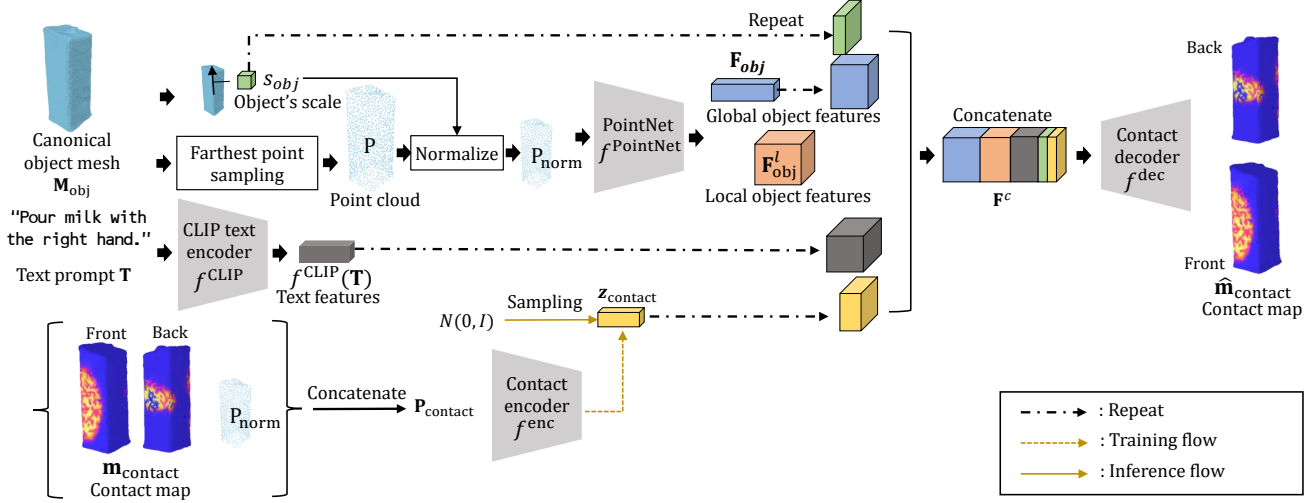 Repeat
Back
s_obj
Object's scale
F_obj
Global object features
Canonical
object mesh
M_obj
Farthest point
sampling
P
Point cloud
Normalize
P_norm
PointNet
f^PointNet
F^l_obj
Local object features
Concatenate
F^c
Contact
decoder
f^dec
"Pour milk with
the right hand."
Text prompt T
CLIP text
encoder
f^CLIP
f^CLIP(T)
Text features
Front
m̂_contact
Contact map
Sampling
z_contact
N(0, I)
Front
Back
P_norm
m_contact
Contact map
Concatenate
P_contact
Contact
encoder
f^enc
: Repeat
: Training flow
: Inference flow